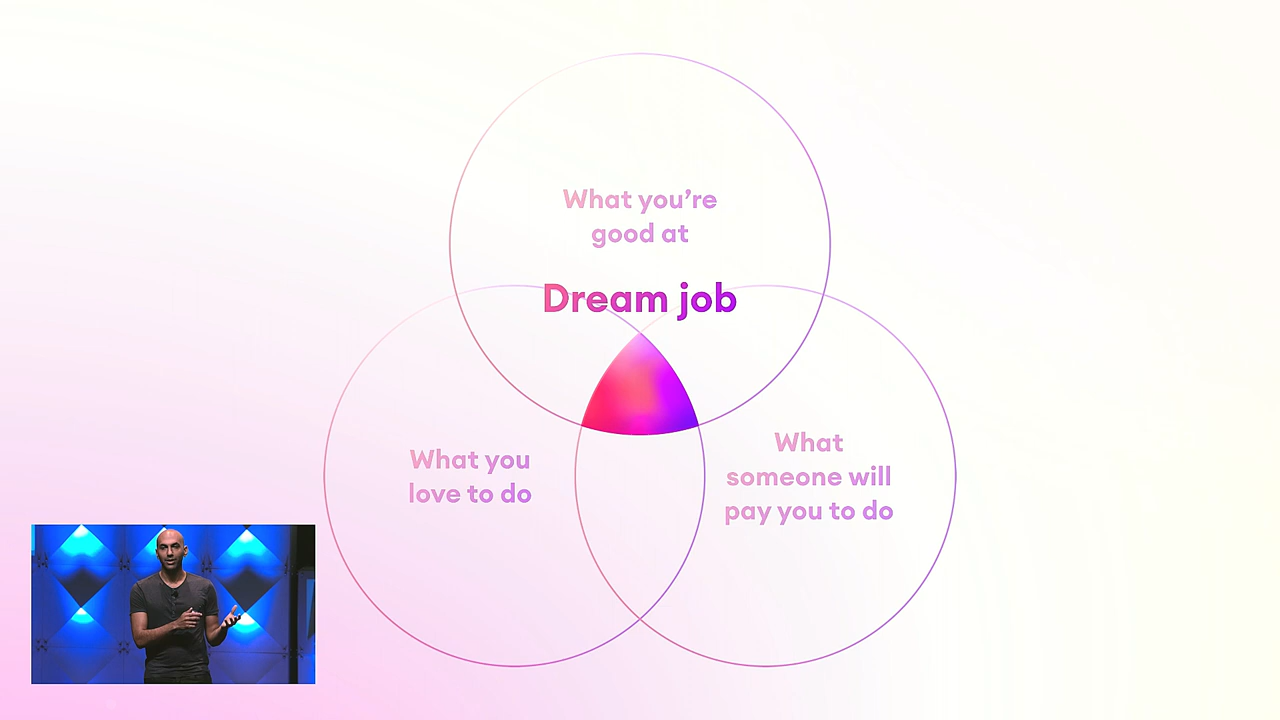 What you’re
good at
Dream job
What you
love to do
What
someone will
pay you to do